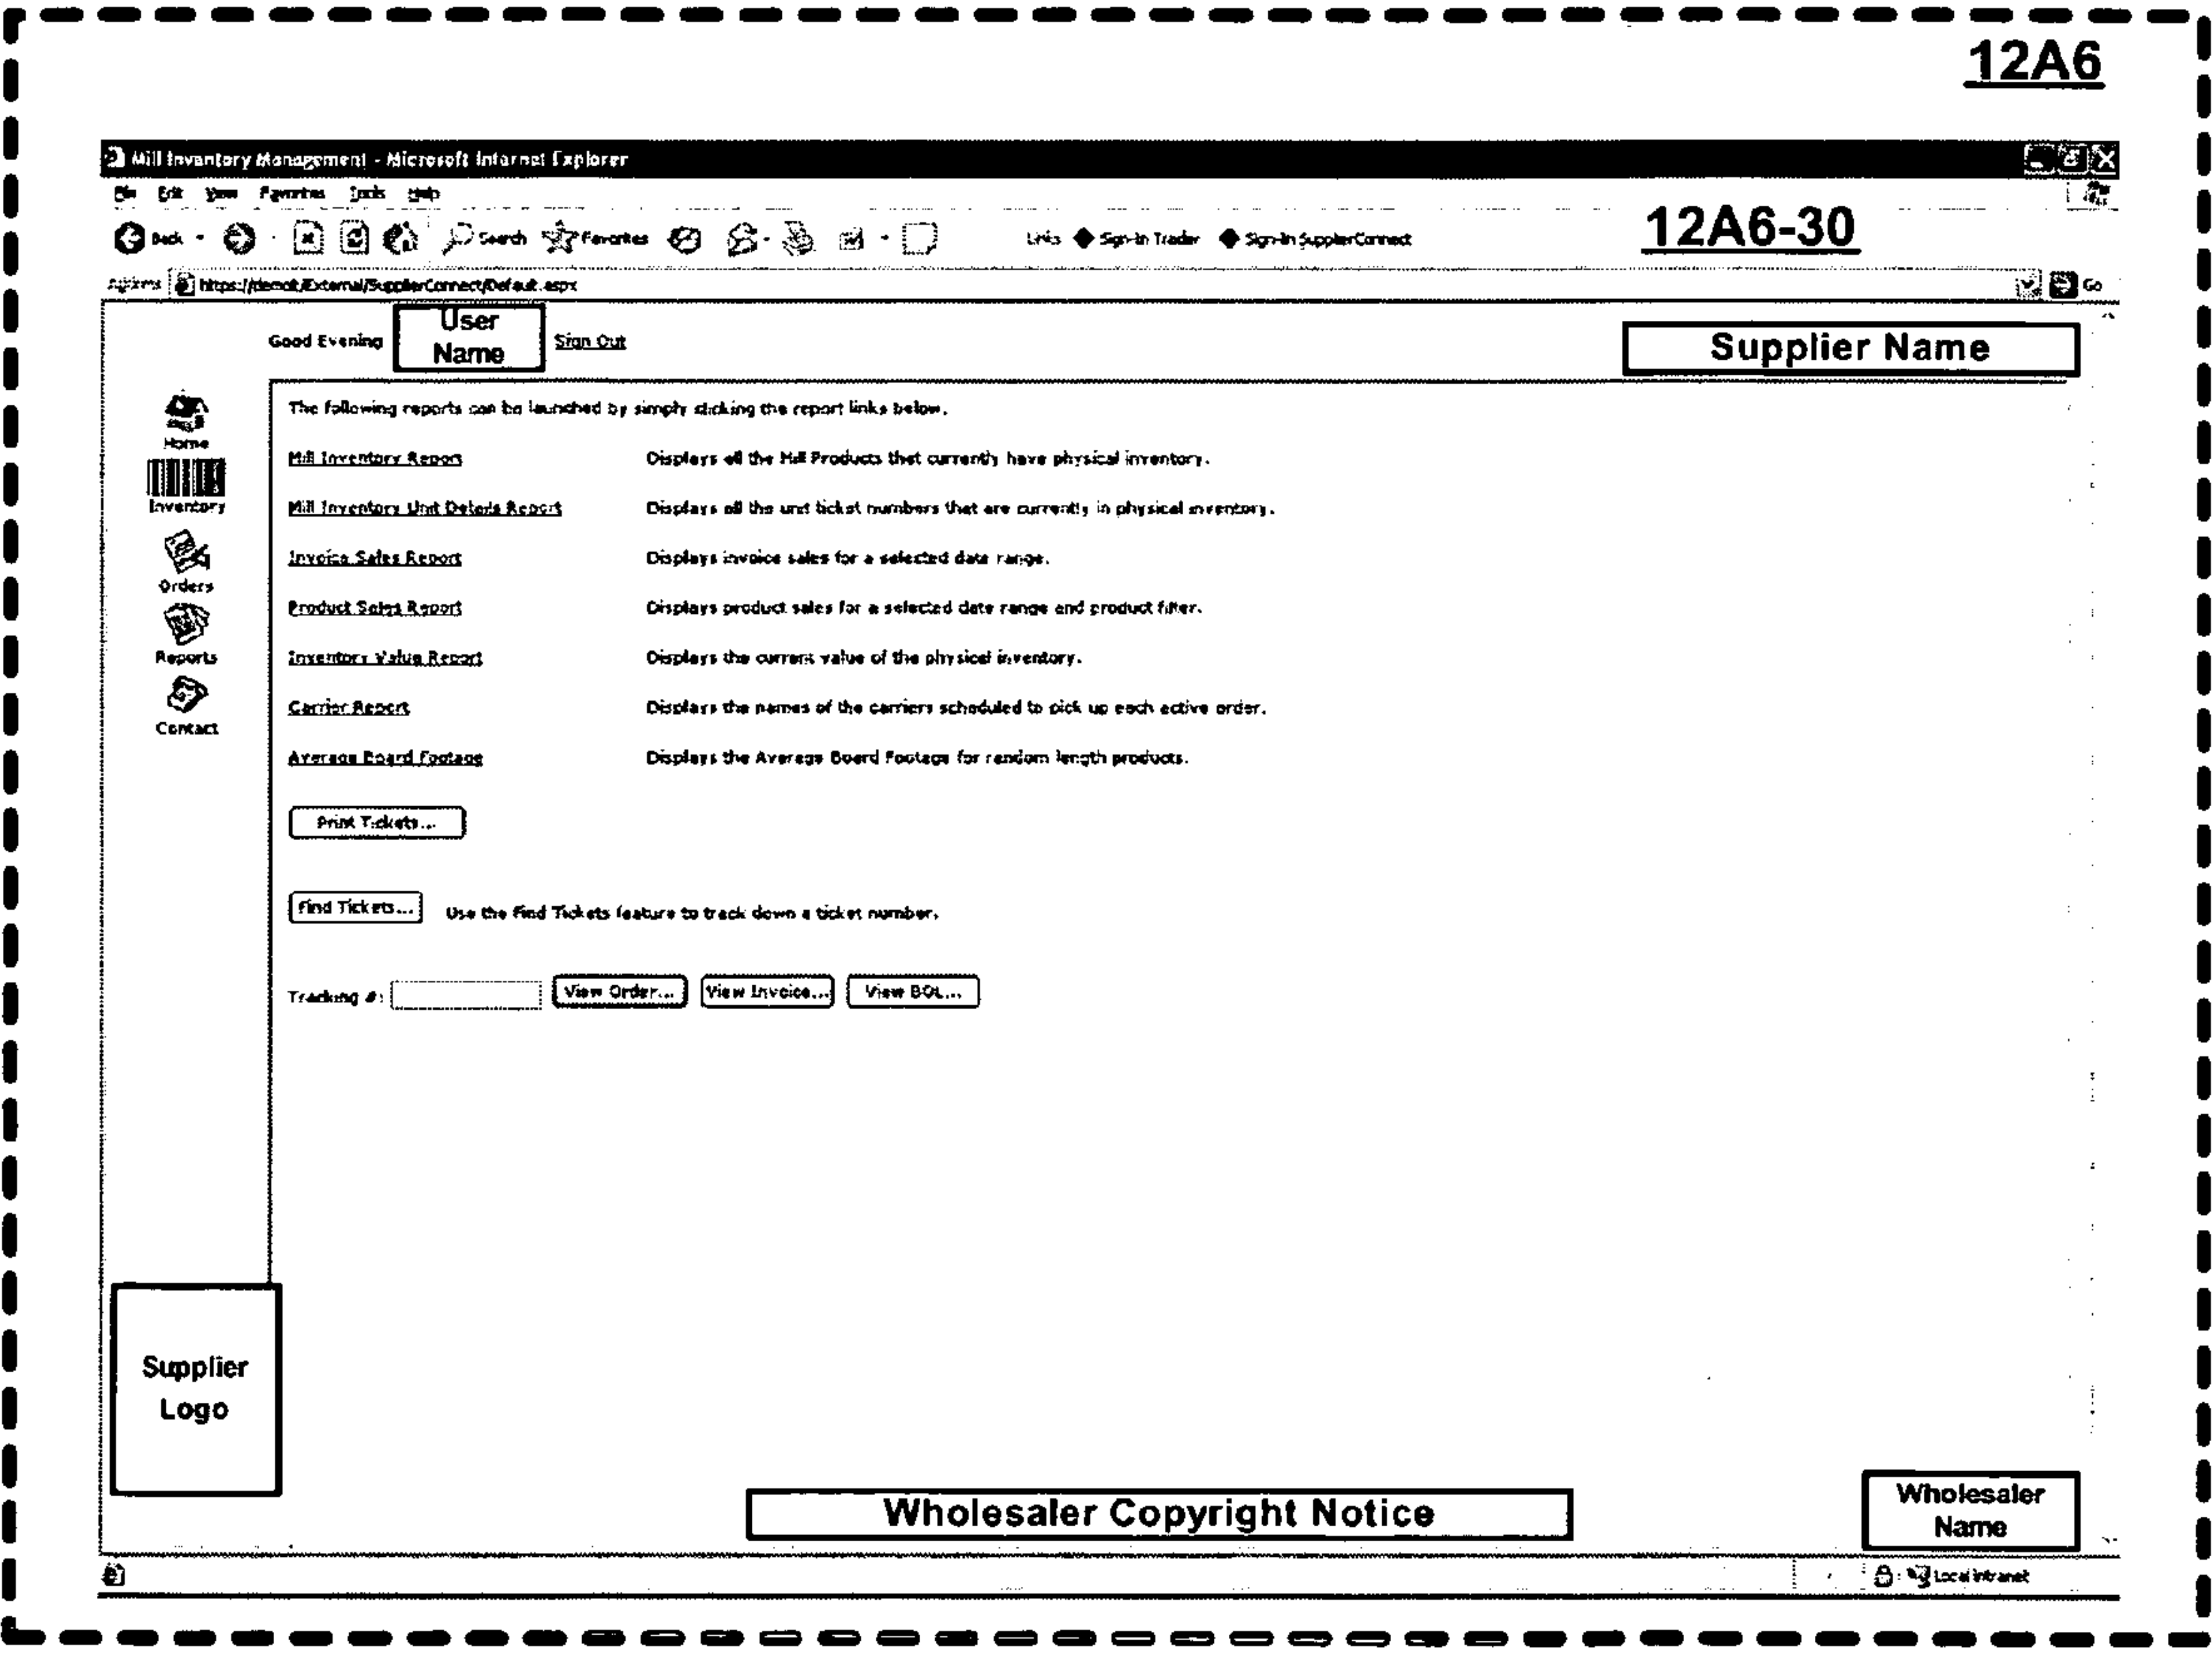 12A6
Mill Inventory Management - Microsoft Internet Explorer
File Edit View Favorites Tools Help
Back Search Favorites Links Sign-In Trader Sign-In SupplierConnect
12A6-30
Address https://demo/External/SupplierConnect/Default.aspx Go
Good Evening User Name Sign Out
Supplier Name
The following reports can be launched by simply clicking the report links below.
Home
Mill Inventory Report Displays all the Mill Products that currently have physical inventory.
Inventory
Mill Inventory Unit Details Report Displays all the unit ticket numbers that are currently in physical inventory.
Invoice Sales Report Displays invoice sales for a selected date range.
Orders
Product Sales Report Displays product sales for a selected date range and product filter.
Reports
Inventory Value Report Displays the current value of the physical inventory.
Carrier Report Displays the names of the carriers scheduled to pick up each active order.
Contact
Average Board Footage Displays the Average Board Footage for random length products.
Print Tickets...
Find Tickets... Use the Find Tickets feature to track down a ticket number.
Tracking #: View Order... View Invoice... View BOL...
Supplier
Logo
Wholesaler Copyright Notice
Wholesaler
Name
Local intranet